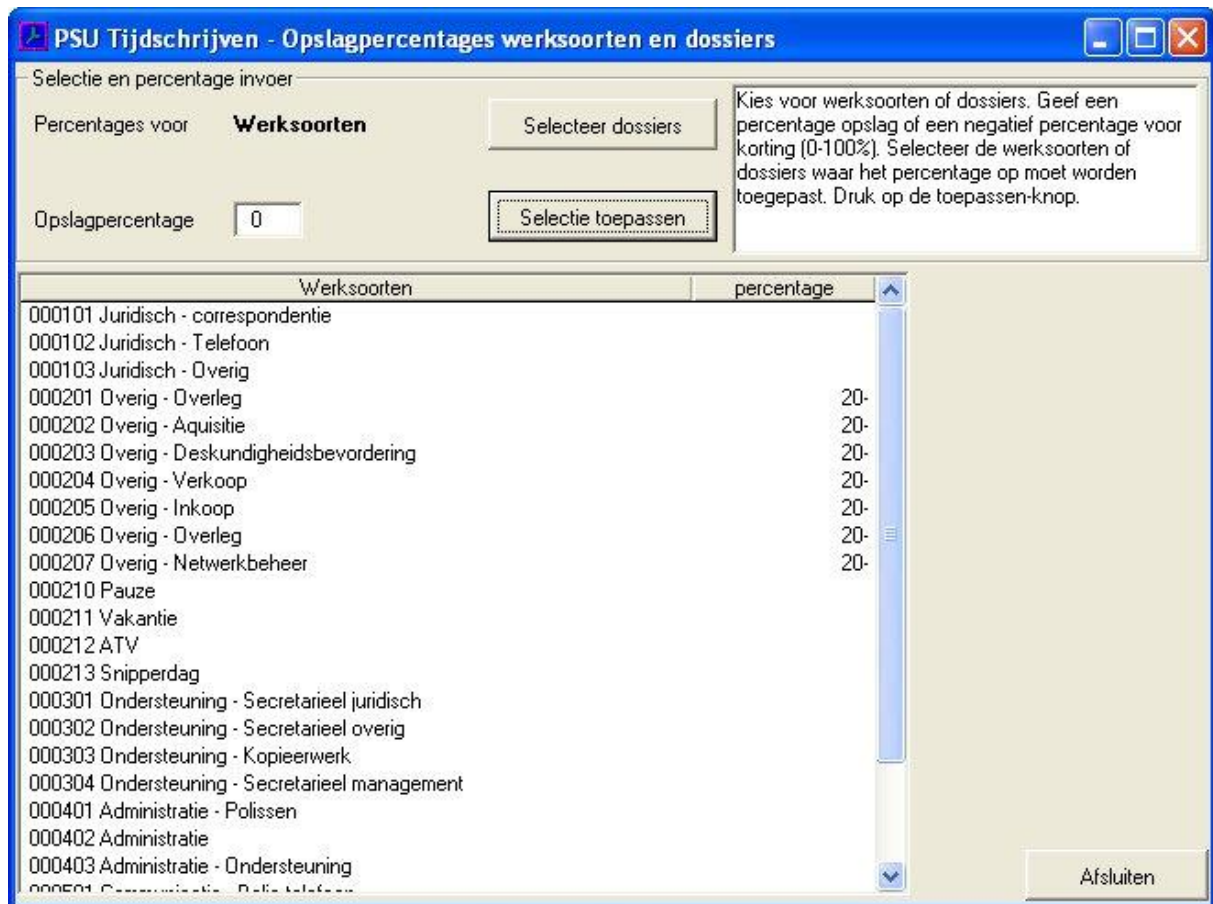 PSU Tijdschrijven - Opslagpercentages werksoorten en dossiers
Selectie en percentage invoer
Percentages voor Werksoorten
Selecteer dossiers
Opslagpercentage 0
Selectie toepassen
Kies voor werksoorten of dossiers. Geef een
percentage opslag of een negatief percentage voor
korting (0-100%). Selecteer de werksoorten of
dossiers waar het percentage op moet worden
toegepast. Druk op de toepassen-knop.
Werksoorten percentage
000101 Juridisch - correspondentie
000102 Juridisch - Telefoon
000103 Juridisch - Overig
000201 Overig - Overleg 20-
000202 Overig - Aquisitie 20-
000203 Overig - Deskundigheidsbevordering 20-
000204 Overig - Verkoop 20-
000205 Overig - Inkoop 20-
000206 Overig - Overleg 20-
000207 Overig - Netwerkbeheer 20-
000210 Pauze
000211 Vakantie
000212 ATV
000213 Snipperdag
000301 Ondersteuning - Secretarieel juridisch
000302 Ondersteuning - Secretarieel overig
000303 Ondersteuning - Kopieerwerk
000304 Ondersteuning - Secretarieel management
000401 Administratie - Polissen
000402 Administratie
000403 Administratie - Ondersteuning
Afsluiten